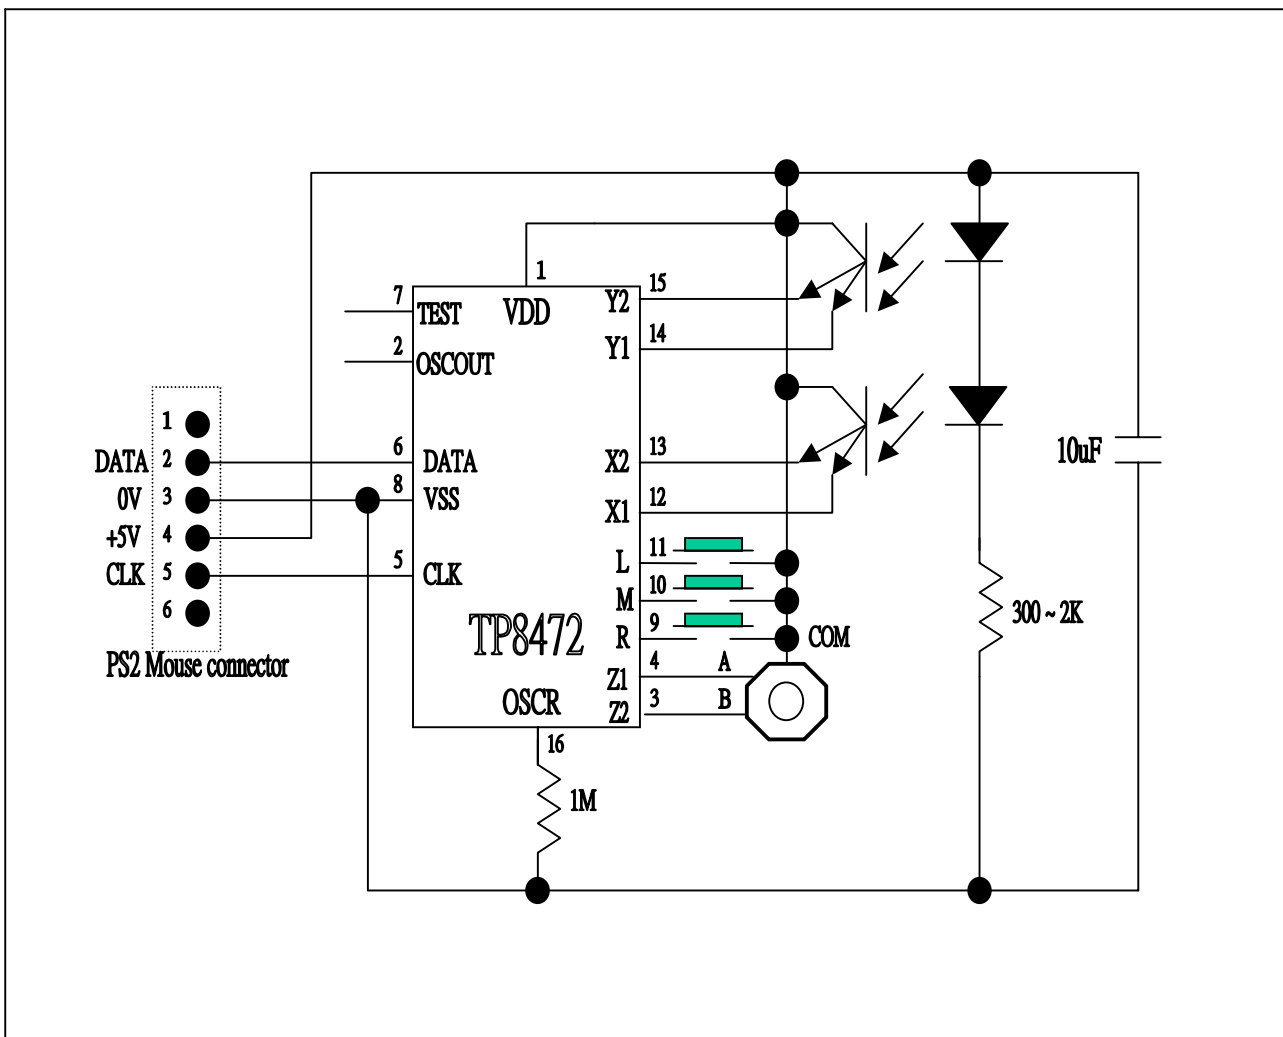 1
7
TEST
VDD
Y2
15
2
OSCOUT
Y1
14
1
DATA
2
6
DATA
X2
13
10uF
0V
3
8
VSS
X1
12
+5V
4
L
11
CLK
5
5
CLK
M
10
6
R
9
COM
300 ~ 2K
TP8472
PS2 Mouse connector
Z1
4
A
OSCR
Z2
3
B
16
1M